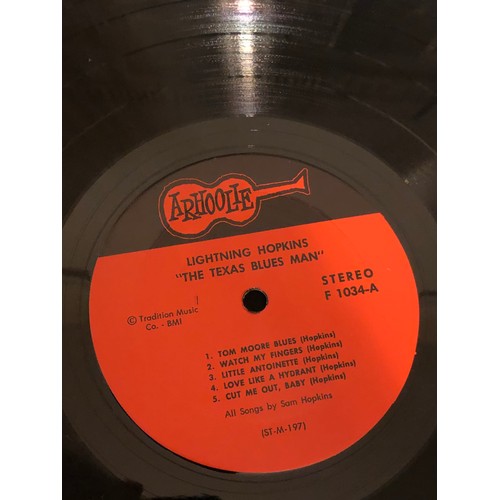 ARHOOLIE
LIGHTNING HOPKINS
"THE TEXAS BLUES MAN"
STEREO
F 1034-A
© Tradition Music
Co. - BMI
1. TOM MOORE BLUES (Hopkins)
2. WATCH MY FINGERS (Hopkins)
3. LITTLE ANTOINETTE (Hopkins)
4. LOVE LIKE A HYDRANT (Hopkins)
5. CUT ME OUT, BABY (Hopkins)
All Songs by Sam Hopkins
(ST-M-197)